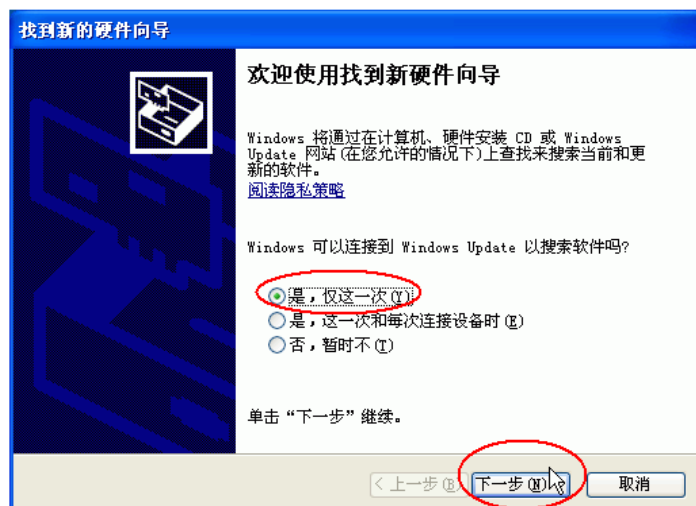 找到新的硬件向导
欢迎使用找到新硬件向导
Windows 将通过在计算机、硬件安装 CD 或 Windows
Update 网站(在您允许的情况下)上查找来搜索当前和更
新的软件。
阅读隐私策略
Windows 可以连接到 Windows Update 以搜索软件吗?
是，仅这一次(Y)
是，这一次和每次连接设备时(E)
否，暂时不(T)
单击“下一步”继续。
< 上一步(B) 下一步(N) > 取消